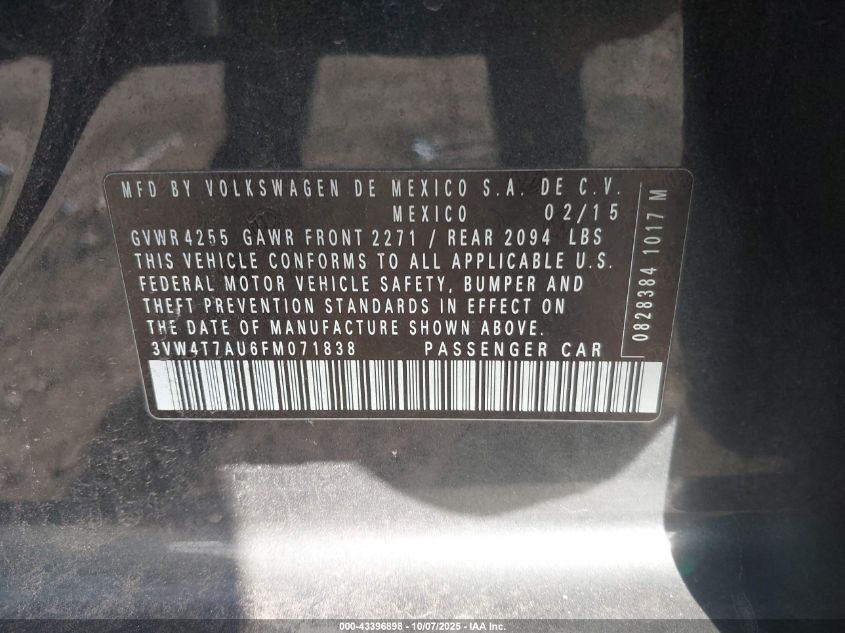 MFD BY VOLKSWAGEN DE MEXICO S.A. DE C.V.
MEXICO 02/15
GVWR 4255 GAWR FRONT 2271 / REAR 2094 LBS
THIS VEHICLE CONFORMS TO ALL APPLICABLE U.S.
FEDERAL MOTOR VEHICLE SAFETY, BUMPER AND
THEFT PREVENTION STANDARDS IN EFFECT ON
THE DATE OF MANUFACTURE SHOWN ABOVE.
3VW4T7AU6FM071838 PASSENGER CAR
0828384 1017 M
000-43396898 - 10/07/2025 - IAA Inc.